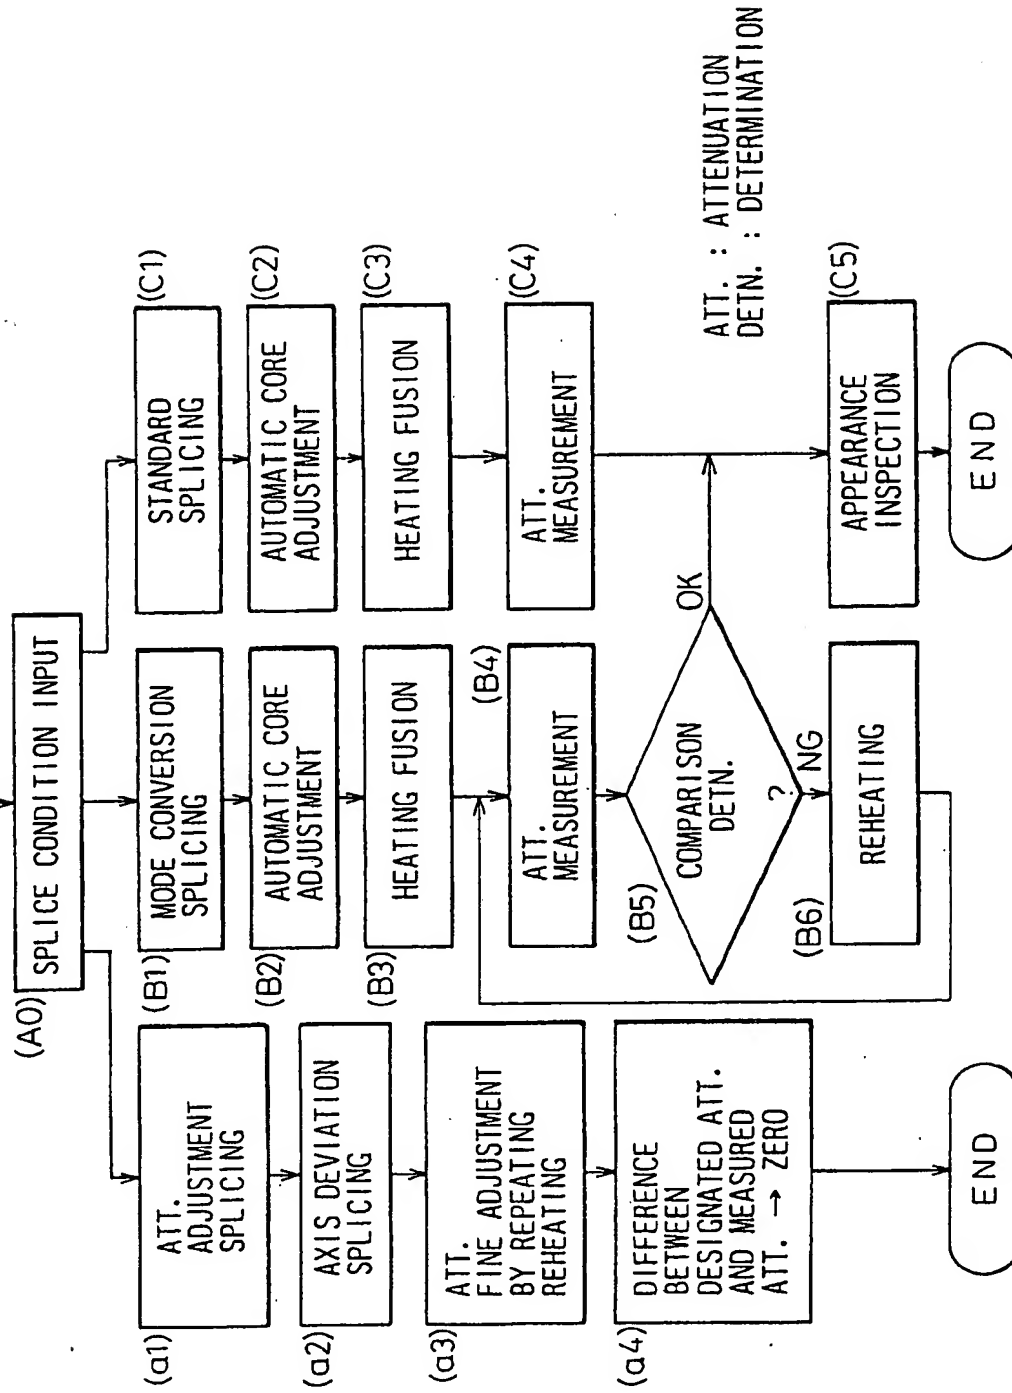 (A0)
SPLICE CONDITION INPUT
(a1)
ATT.
ADJUSTMENT
SPLICING
(a2)
AXIS DEVIATION
SPLICING
(a3)
ATT.
FINE ADJUSTMENT
BY REPEATING
REHEATING
(a4)
DIFFERENCE
BETWEEN
DESIGNATED ATT.
AND MEASURED
ATT. → ZERO
END
(B1)
MODE CONVERSION
SPLICING
(B2)
AUTOMATIC CORE
ADJUSTMENT
(B3)
HEATING FUSION
(B4)
ATT.
MEASUREMENT
(B5)
COMPARISON
DETN.
?
OK
NG
(B6)
REHEATING
(C1)
STANDARD
SPLICING
(C2)
AUTOMATIC CORE
ADJUSTMENT
(C3)
HEATING FUSION
(C4)
ATT.
MEASUREMENT
(C5)
APPEARANCE
INSPECTION
END
ATT. : ATTENUATION
DETN. : DETERMINATION